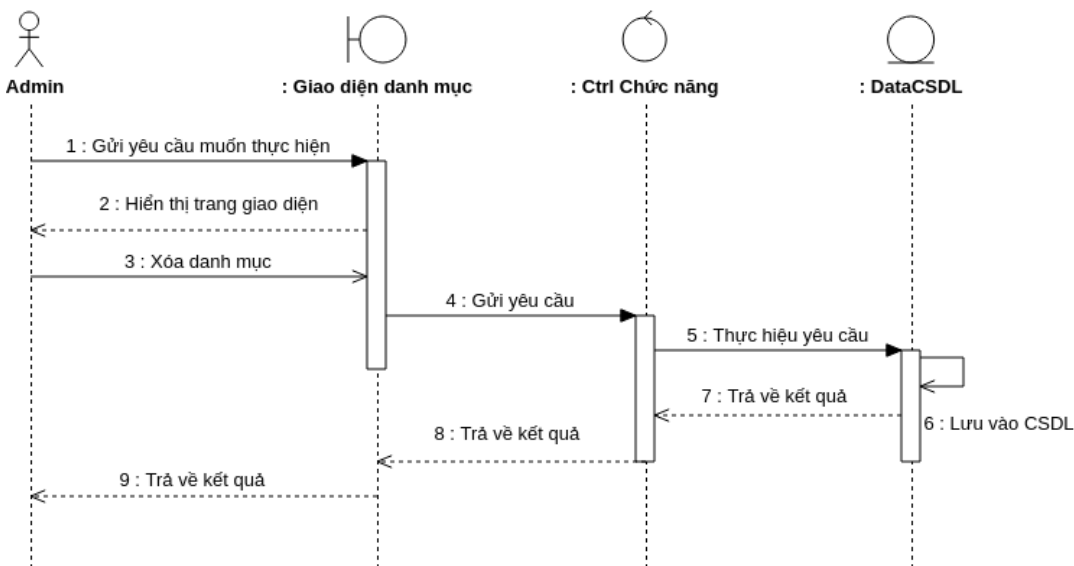 Admin
: Giao diện danh mục
: Ctrl Chức năng
: DataCSDL
1 : Gửi yêu cầu muốn thực hiện
2 : Hiển thị trang giao diện
3 : Xóa danh mục
4 : Gửi yêu cầu
5 : Thực hiệu yêu cầu
7 : Trả về kết quả
6 : Lưu vào CSDL
8 : Trả về kết quả
9 : Trả về kết quả